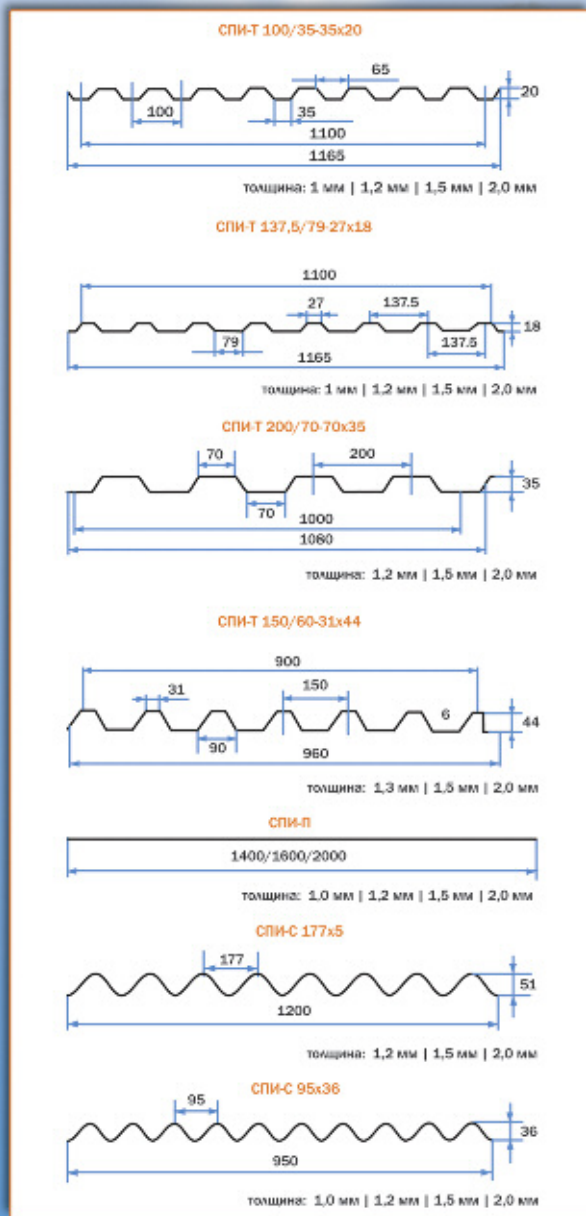 СПИ-Т 100/35-35х20
65
20
100
35
1100
1165
толщина: 1 мм | 1,2 мм | 1,5 мм | 2,0 мм
СПИ-Т 137,5/79-27х18
1100
27
137.5
18
79
137.5
1165
толщина: 1 мм | 1,2 мм | 1,5 мм | 2,0 мм
СПИ-Т 200/70-70х35
70
200
35
70
1000
1080
толщина: 1,2 мм | 1,5 мм | 2,0 мм
СПИ-Т 150/60-31х44
900
31
150
6
44
90
960
толщина: 1,3 мм | 1,5 мм | 2,0 мм
СПИ-П
1400/1600/2000
толщина: 1,0 мм | 1,2 мм | 1,5 мм | 2,0 мм
СПИ-С 177х5
177
51
1200
толщина: 1,2 мм | 1,5 мм | 2,0 мм
СПИ-С 95х36
95
36
950
толщина: 1,0 мм | 1,2 мм | 1,5 мм | 2,0 мм